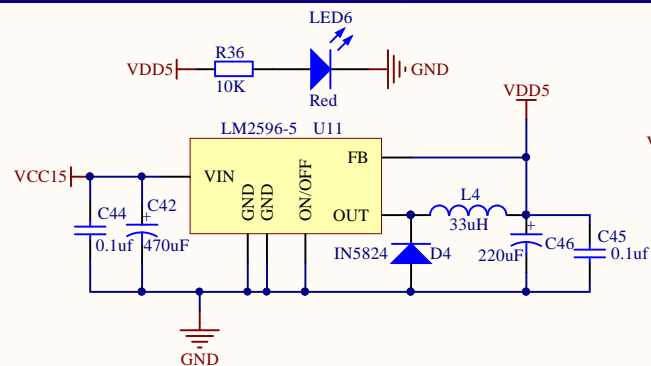 LED6
R36
VDD5
GND
10K
Red
VDD5
LM2596-5 U11
FB
VCC15
VIN
GND
GND
ON/OFF
OUT
L4
33uH
C44
0.1uf
C42
+
470uF
IN5824
D4
+
C46
220uF
C45
0.1uf
GND